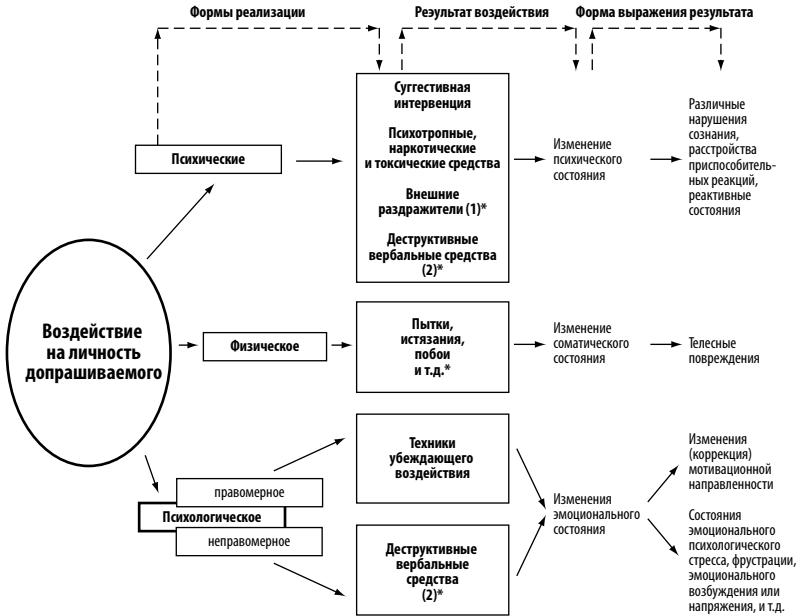 Формы реализации
Результат воздействия
Форма выражения результата
Суггестивная
интервенция
Психотропные,
наркотические
и токсические средства
Внешние
раздражители (1)*
Деструктивные
вербальные средства
(2)*
Психические
Изменение
психического
состояния
Различные
нарушения
сознания,
расстройства
приспособитель-
ных реакций,
реактивные
состояния
Воздействие
на личность
допрашиваемого
Физическое
Пытки,
истязания,
побои
и т.д.*
Изменение
соматического
состояния
Телесные
повреждения
правомерное
Психологическое
неправомерное
Техники
убеждающего
воздействия
Деструктивные
вербальные
средства
(2)*
Изменения
эмоционального
состояния
Изменения
(коррекция)
мотивационной
направленности
Состояния
эмоционального
психологического
стресса, фрустрации,
эмоционального
возбуждения или
напряжения, и т.д.